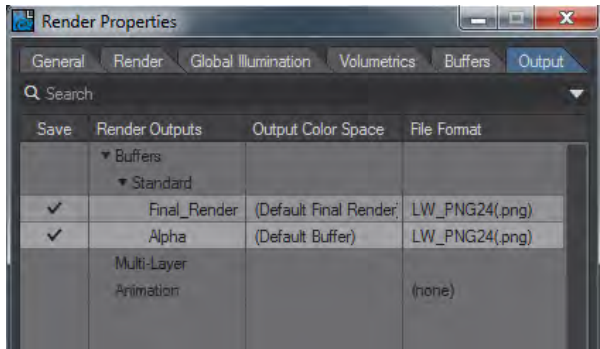 Render Properties
General Render Global Illumination Volumetrics Buffers Output
Search
Save Render Outputs Output Color Space File Format
Buffers
Standard
Final_Render (Default Final Render) LW_PNG24(.png)
Alpha (Default Buffer) LW_PNG24(.png)
Multi-Layer
Animation (none)